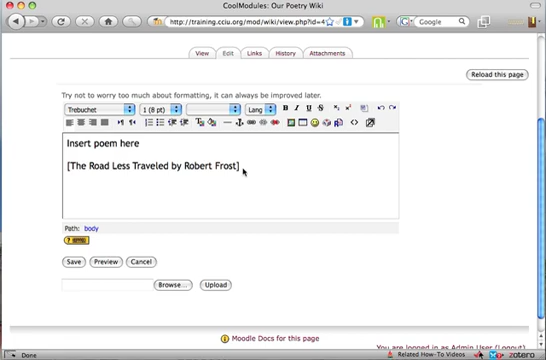 CoolModules: Our Poetry Wiki
http://training.cciu.org/mod/wiki/view.php?id=4
Google
View Edit Links History Attachments
Reload this page
Try not to worry too much about formatting, it can always be improved later.
Trebuchet 1 (8 pt) Lang B I U S
Insert poem here
[The Road Less Traveled by Robert Frost]
Path: body
Save Preview Cancel
Browse... Upload
Moodle Docs for this page
You are logged in as Admin User (Logout)
Done Related How-To Videos zotero